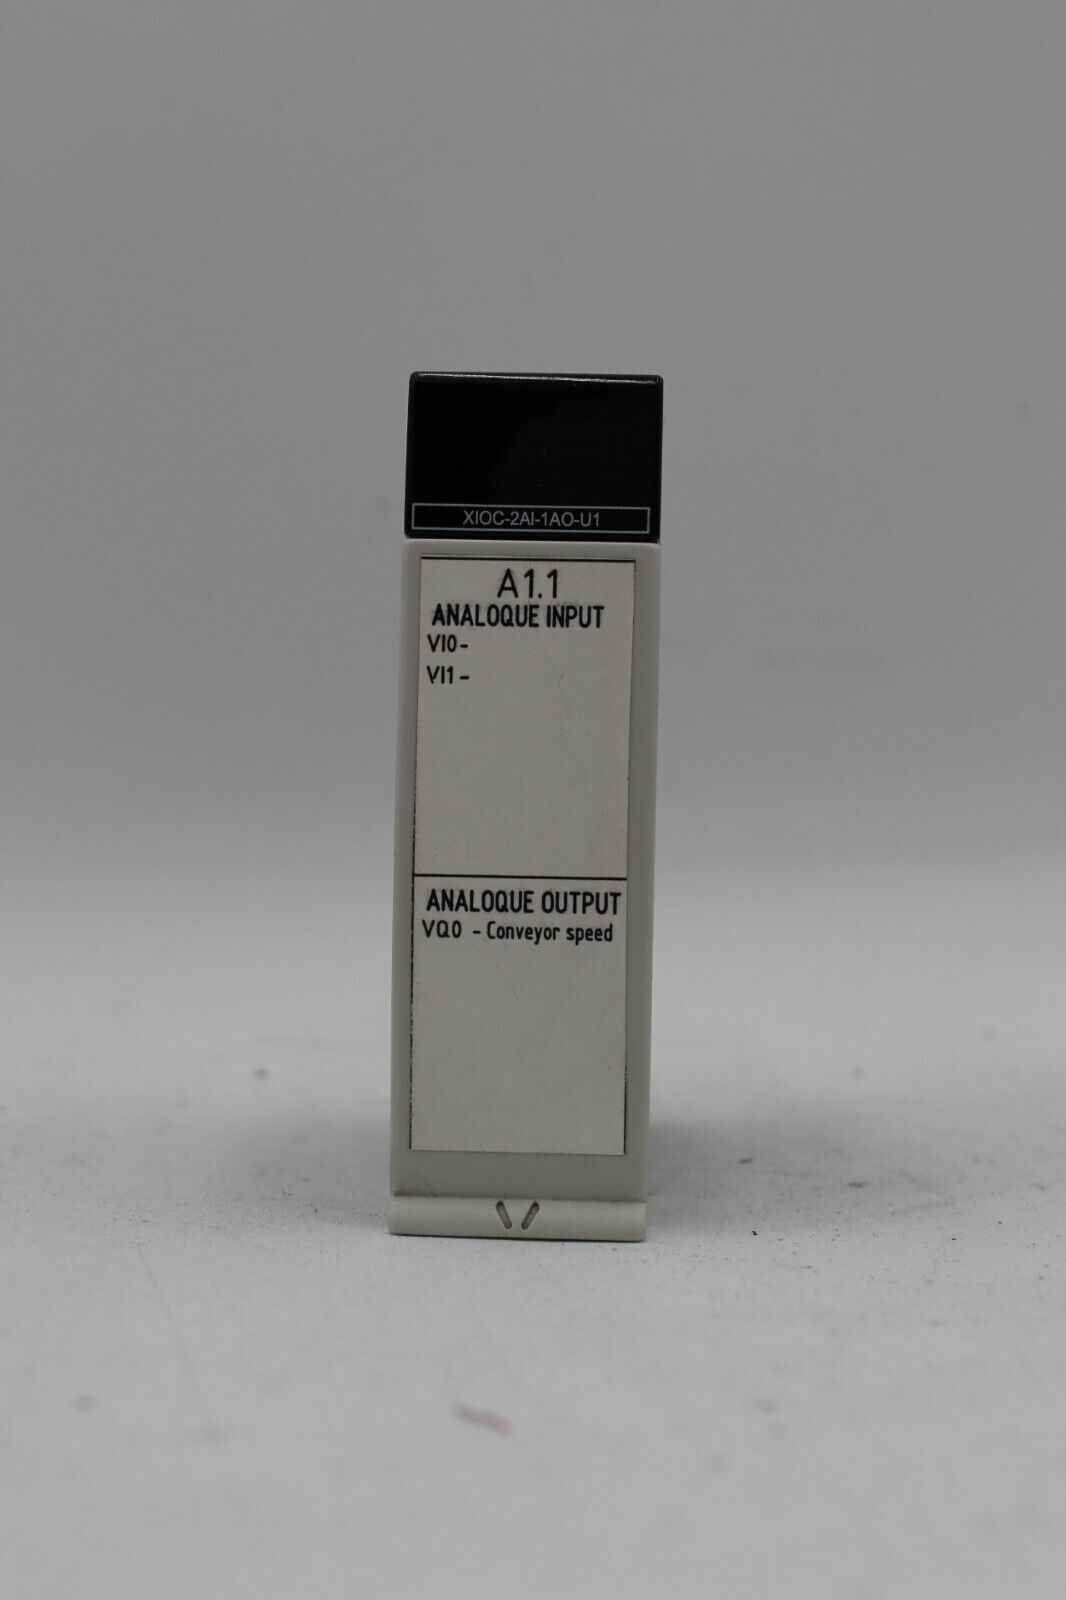 XIOC-2AI-1AO-U1
A1.1
ANALOQUE INPUT
VI0-
VI1-
ANALOQUE OUTPUT
VQ0 - Conveyor speed